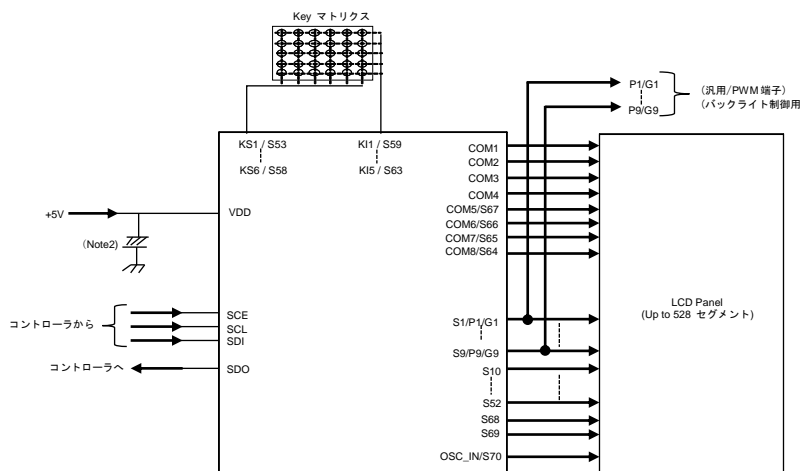 Key マトリクス
P1/G1
P9/G9
(汎用/PWM 端子)
(バックライト制御用
KS1 / S53
KS6 / S58
KI1 / S59
KI5 / S63
COM1
COM2
COM3
COM4
COM5/S67
COM6/S66
COM7/S65
COM8/S64
+5V
VDD
(Note2)
コントローラから
SCE
SCL
SDI
コントローラへ
SDO
S1/P1/G1
S9/P9/G9
S10
S52
S68
S69
OSC_IN/S70
LCD Panel
(Up to 528 セグメント)